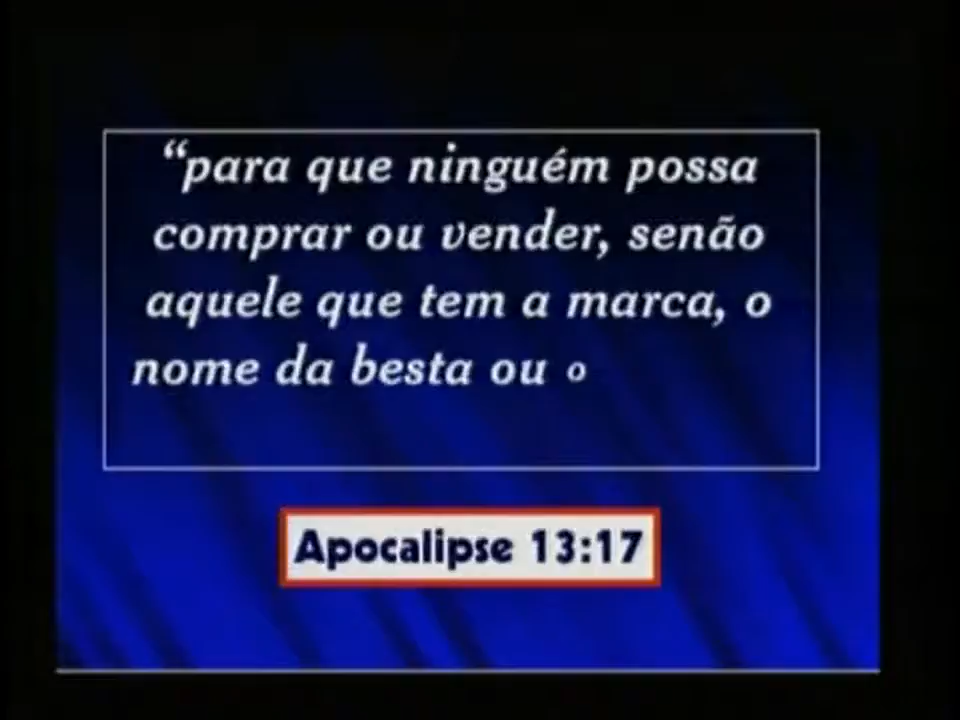 “para que ninguém possa
comprar ou vender, senão
aquele que tem a marca, o
nome da besta ou o
Apocalipse 13:17